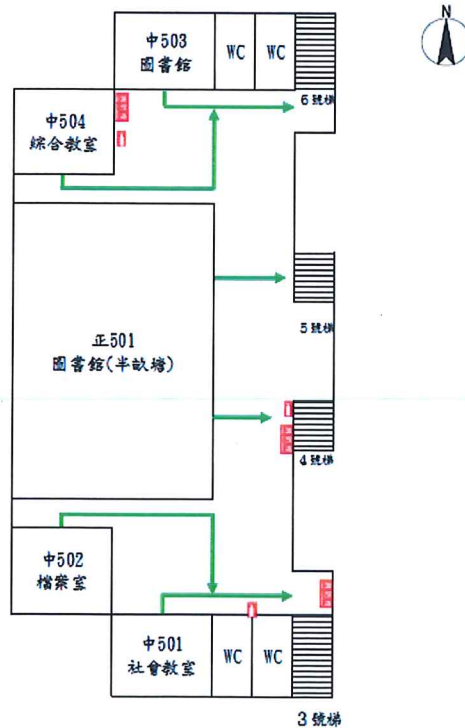 N
中503
圖書館
WC
WC
6號梯
中504
綜合教室
5號梯
正501
圖書館(半畝塘)
4號梯
中502
檔案室
中501
社會教室
WC
WC
3號梯